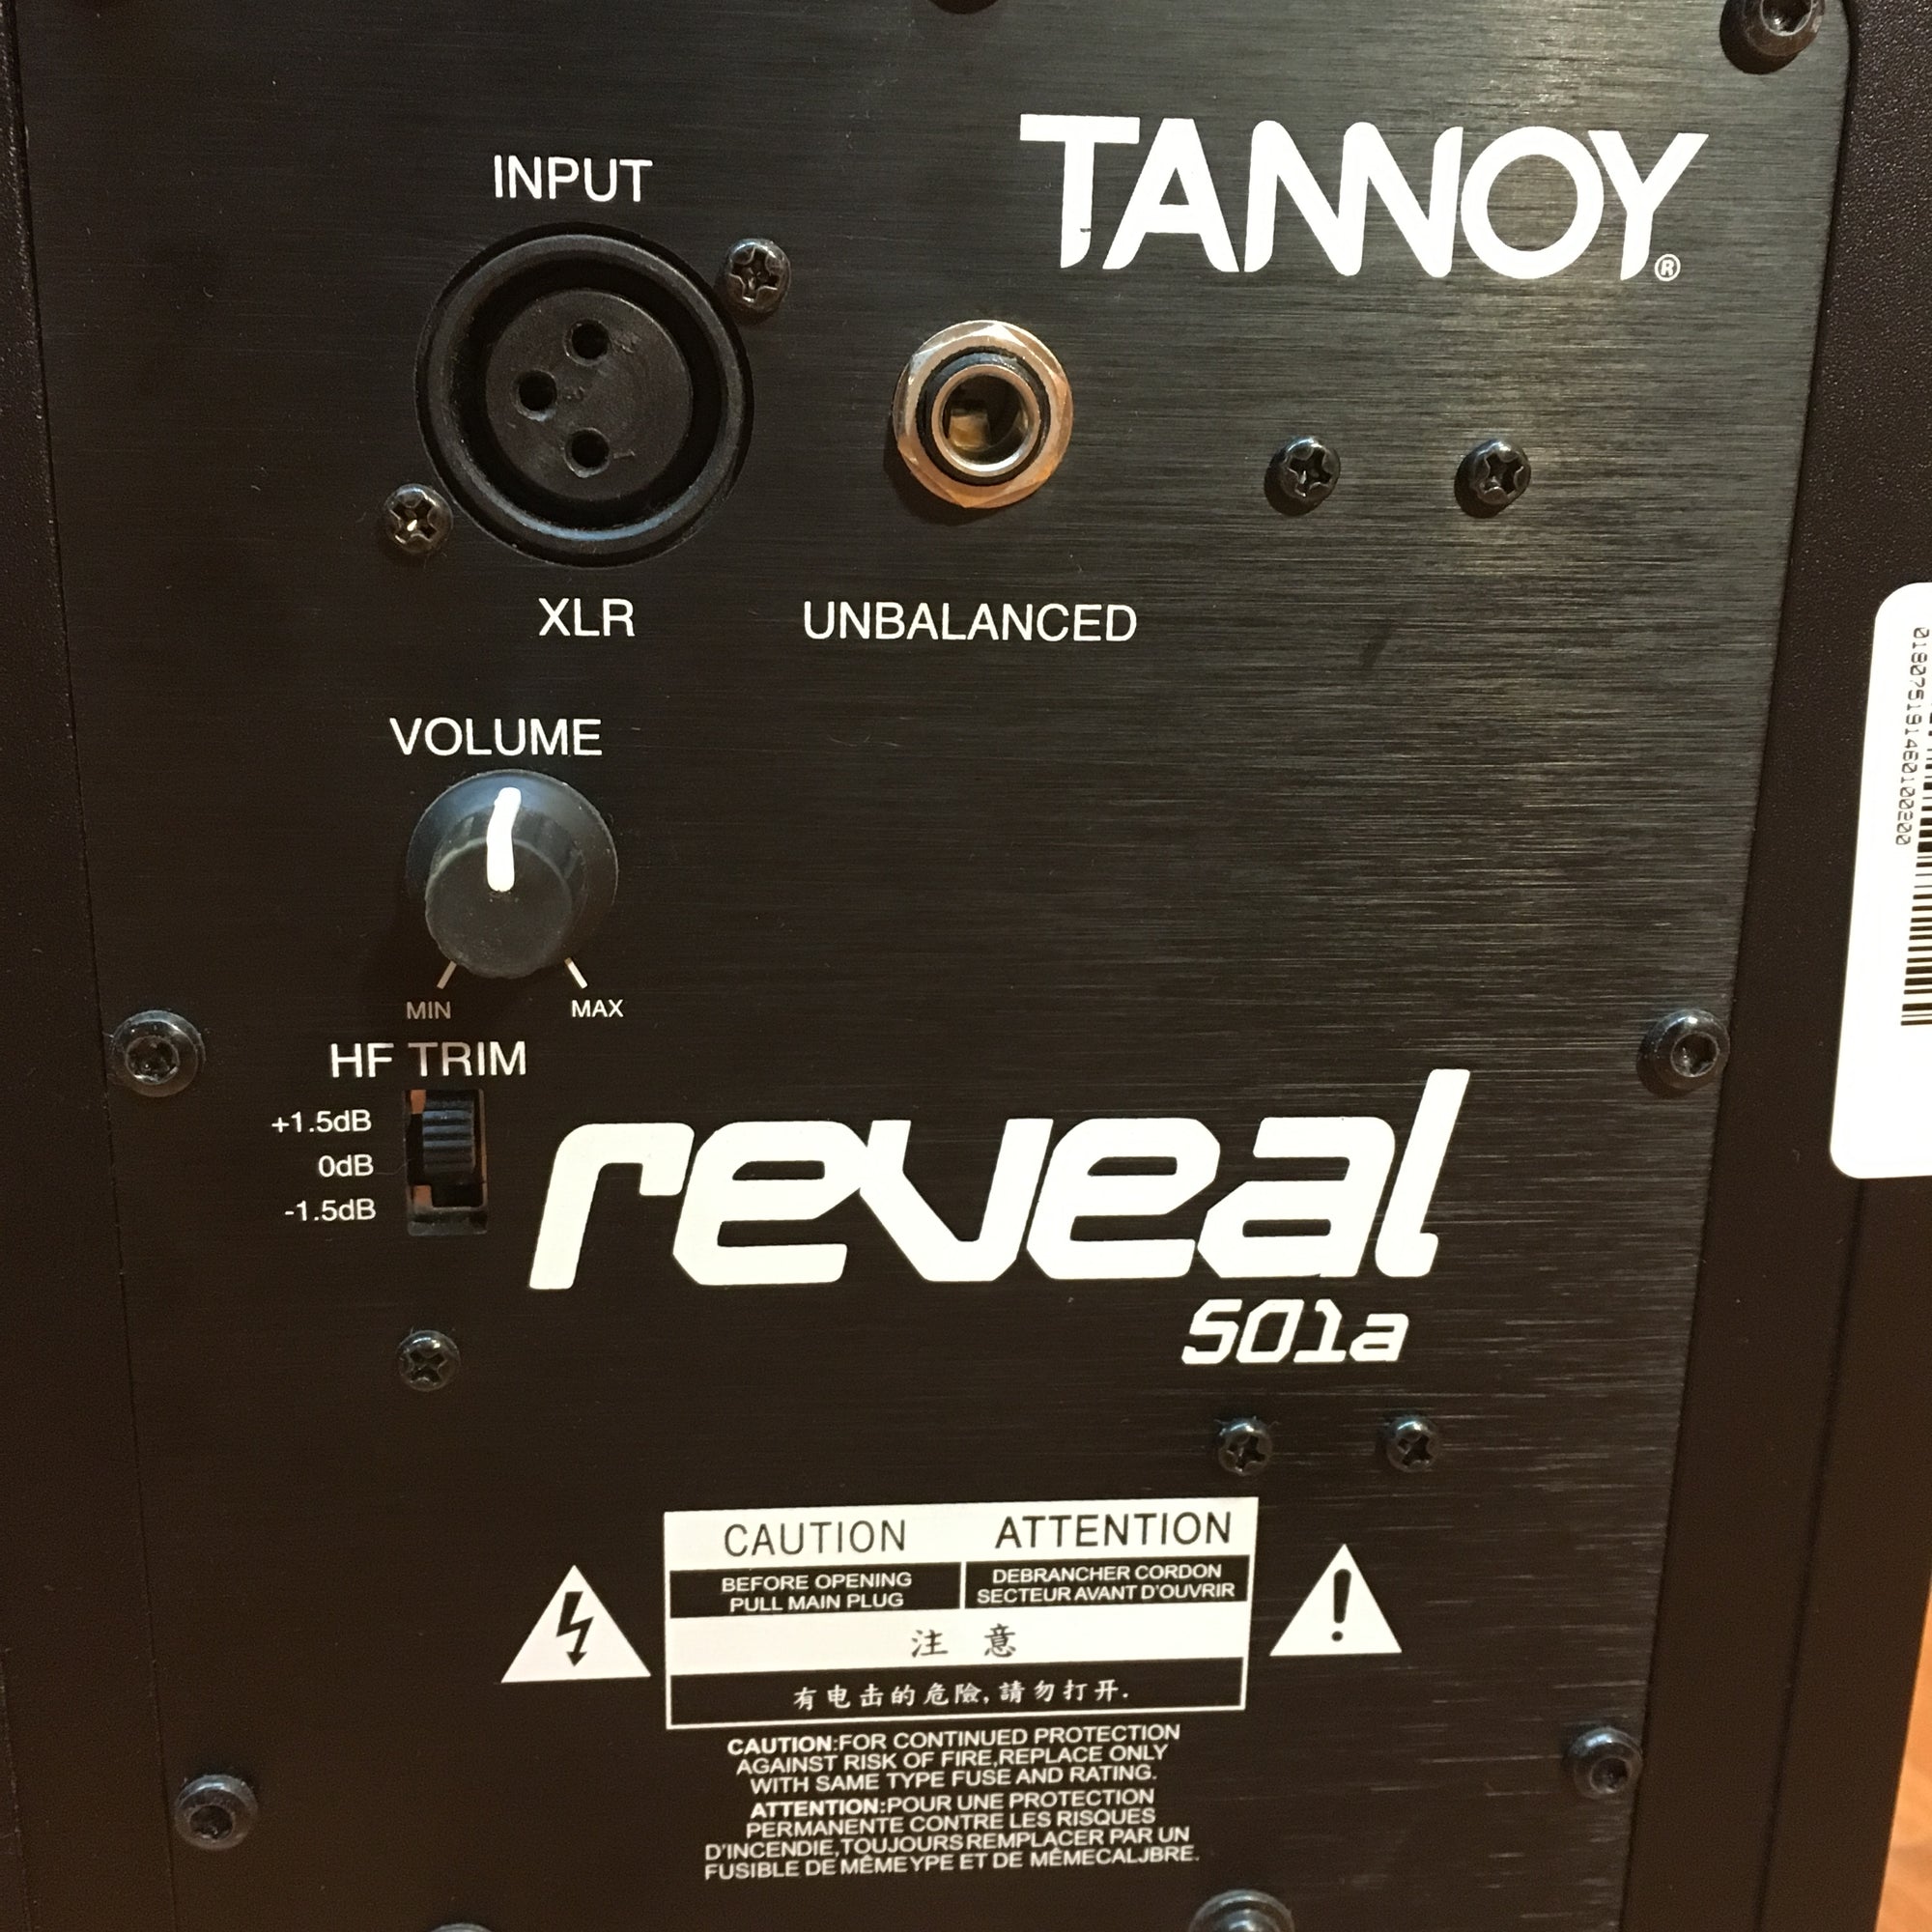 TANNOY®
INPUT
XLR
UNBALANCED
VOLUME
MIN
MAX
HF TRIM
+1.5dB
0dB
-1.5dB
reveal
501a
CAUTION
ATTENTION
BEFORE OPENING
PULL MAIN PLUG
DEBRANCHER CORDON
SECTEUR AVANT D'OUVRIR
注 意
有电击的危險,請勿打开.
CAUTION:FOR CONTINUED PROTECTION
AGAINST RISK OF FIRE,REPLACE ONLY
WITH SAME TYPE FUSE AND RATING.
ATTENTION:POUR UNE PROTECTION
PERMANENTE CONTRE LES RISQUES
D'INCENDIE,TOUJOURS REMPLACER PAR UN
FUSIBLE DE MÊMEYPE ET DE MÊMECALJBRE.